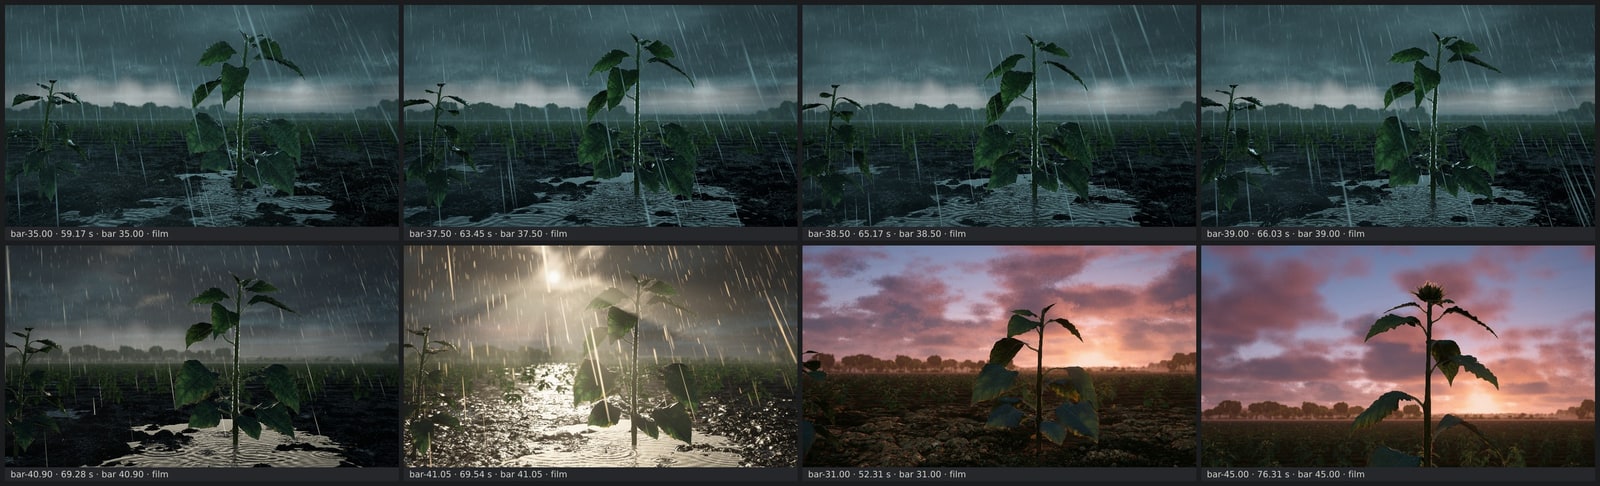 bar-35.00 · 59.17 s · bar 35.00 · film
bar-37.50 · 63.45 s · bar 37.50 · film
bar-38.50 · 65.17 s · bar 38.50 · film
bar-39.00 · 66.03 s · bar 39.00 · film
bar-40.90 · 69.28 s · bar 40.90 · film
bar-41.05 · 69.54 s · bar 41.05 · film
bar-31.00 · 52.31 s · bar 31.00 · film
bar-45.00 · 76.31 s · bar 45.00 · film